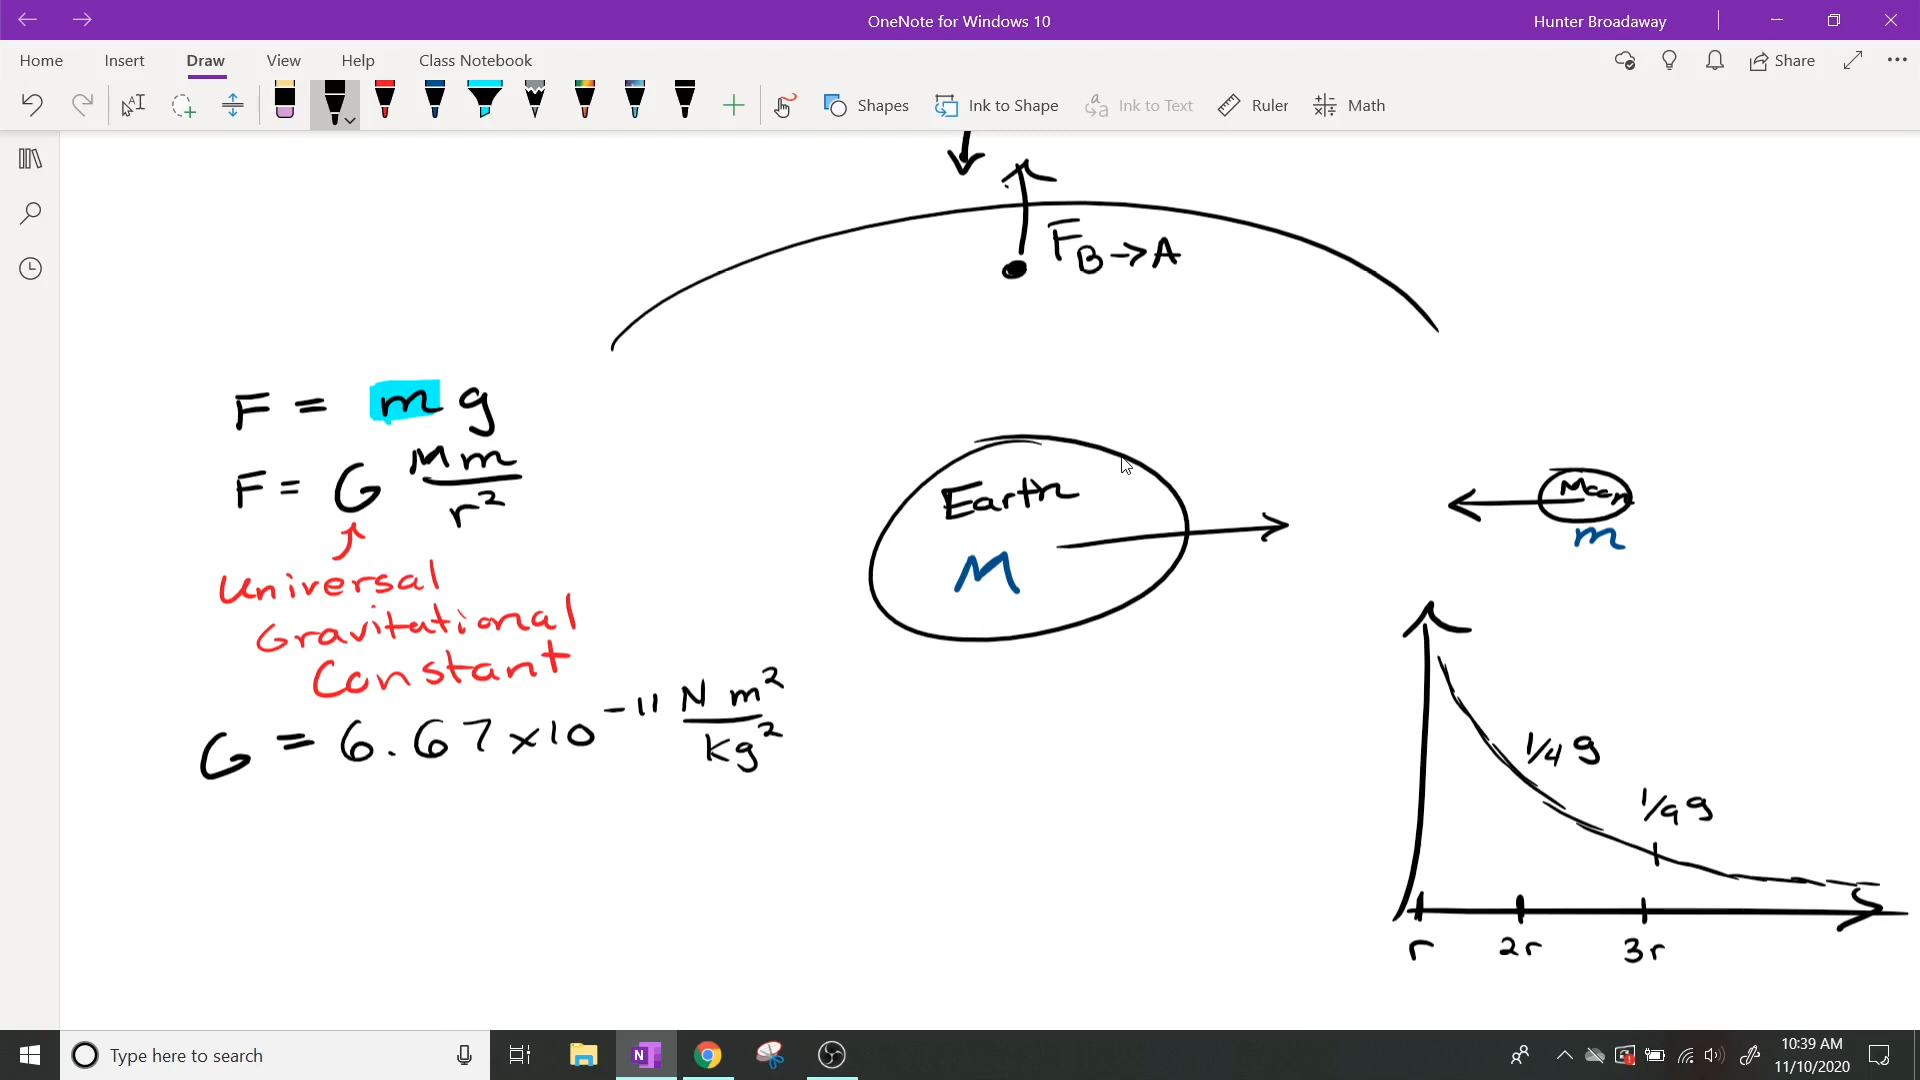 OneNote for Windows 10
Hunter Broadaway
Home Insert Draw View Help Class Notebook
Share
Shapes Ink to Shape Ink to Text Ruler Math
F B→A
F = m g
F = G Mm/r²
Universal
Gravitational
Constant
G = 6.67 ×10⁻¹¹ N m²/kg²
Earth
M
Moon
m
1/4 g
1/9 g
r 2r 3r
Type here to search
10:39 AM
11/10/2020